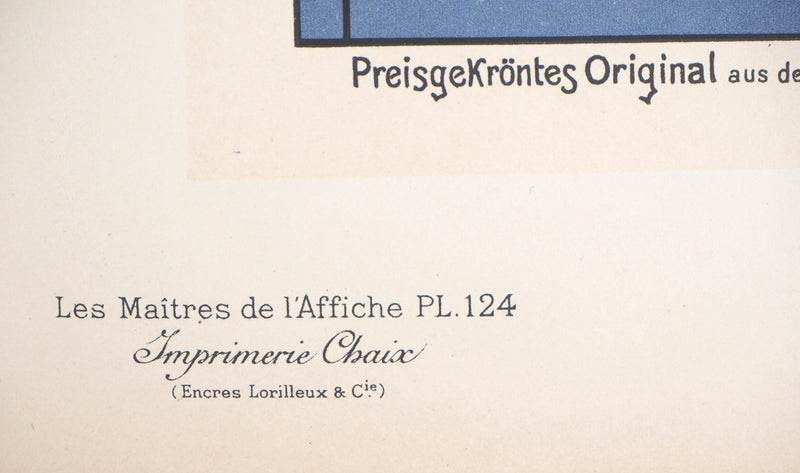 PreisgeKröntes Original aus de
Les Maîtres de l'Affiche PL.124
Imprimerie Chaix
(Encres Lorilleux & Cie.)